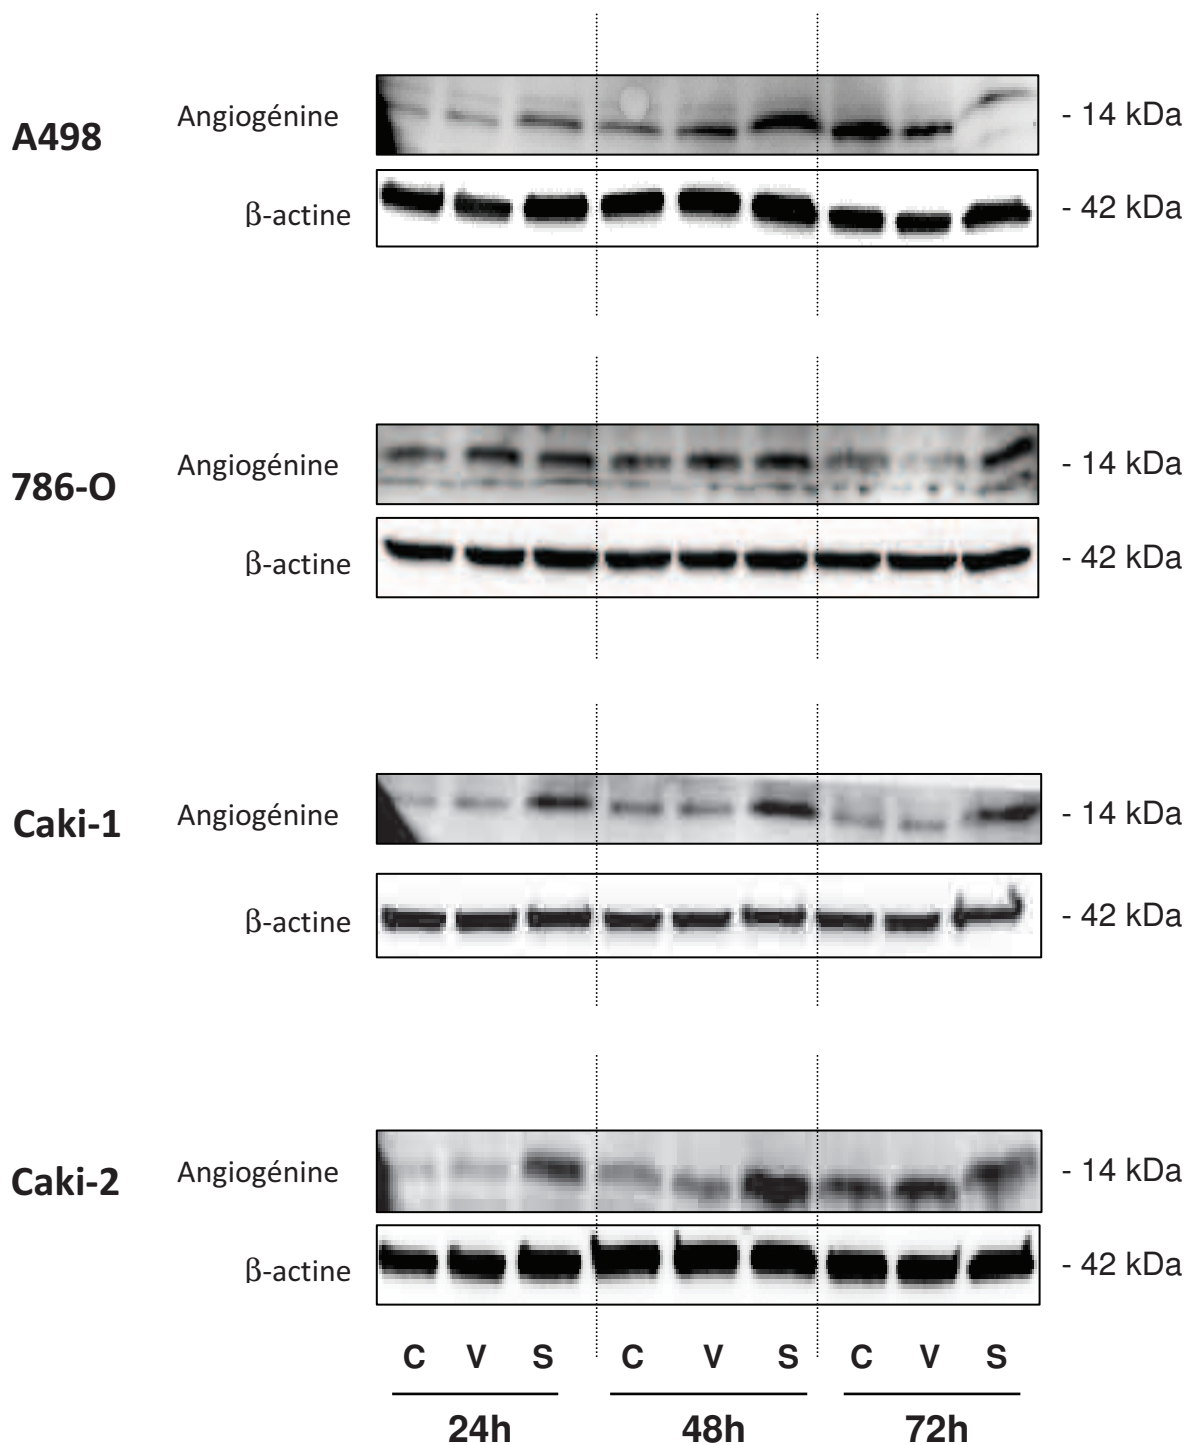 A498
Angiogénine - 14 kDa
β-actine - 42 kDa
786-O
Angiogénine - 14 kDa
β-actine - 42 kDa
Caki-1
Angiogénine - 14 kDa
β-actine - 42 kDa
Caki-2
Angiogénine - 14 kDa
β-actine - 42 kDa
C V S C V S C V S
24h 48h 72h